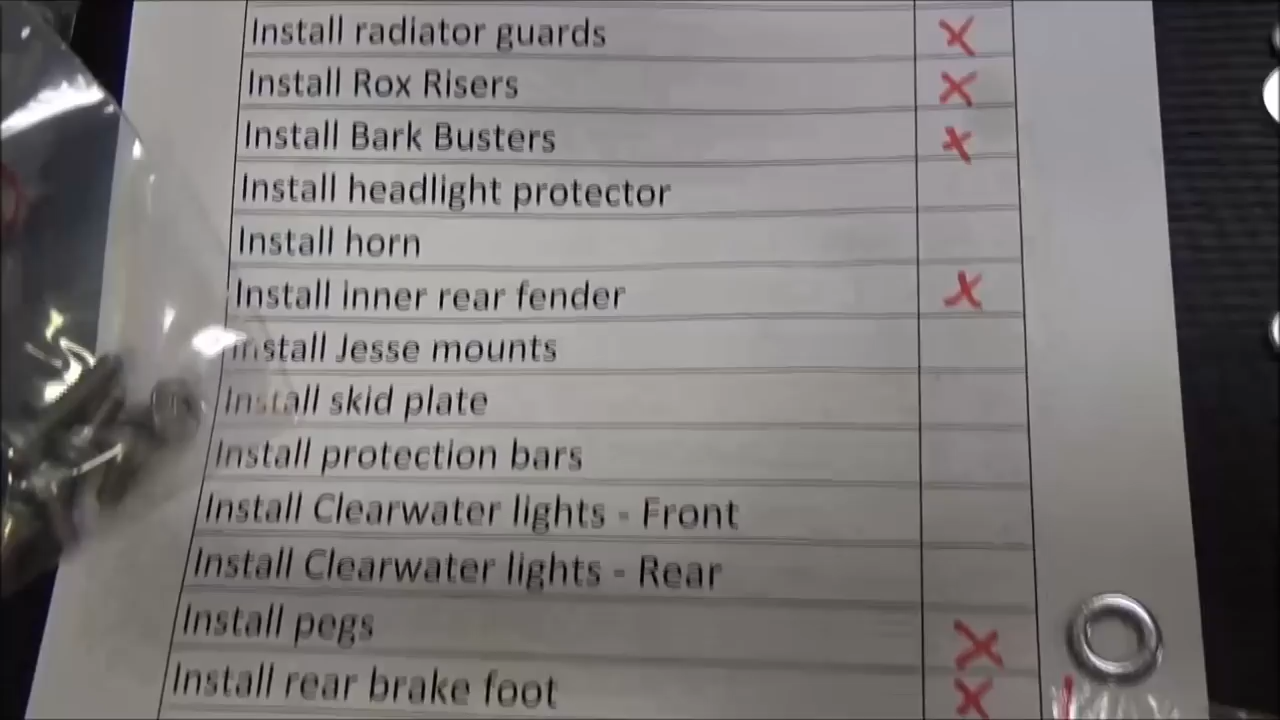 Install radiator guards X
Install Rox Risers X
Install Bark Busters X
Install headlight protector
Install horn
Install inner rear fender X
Install Jesse mounts
Install skid plate
Install protection bars
Install Clearwater lights - Front
Install Clearwater lights - Rear
Install pegs X
Install rear brake foot X